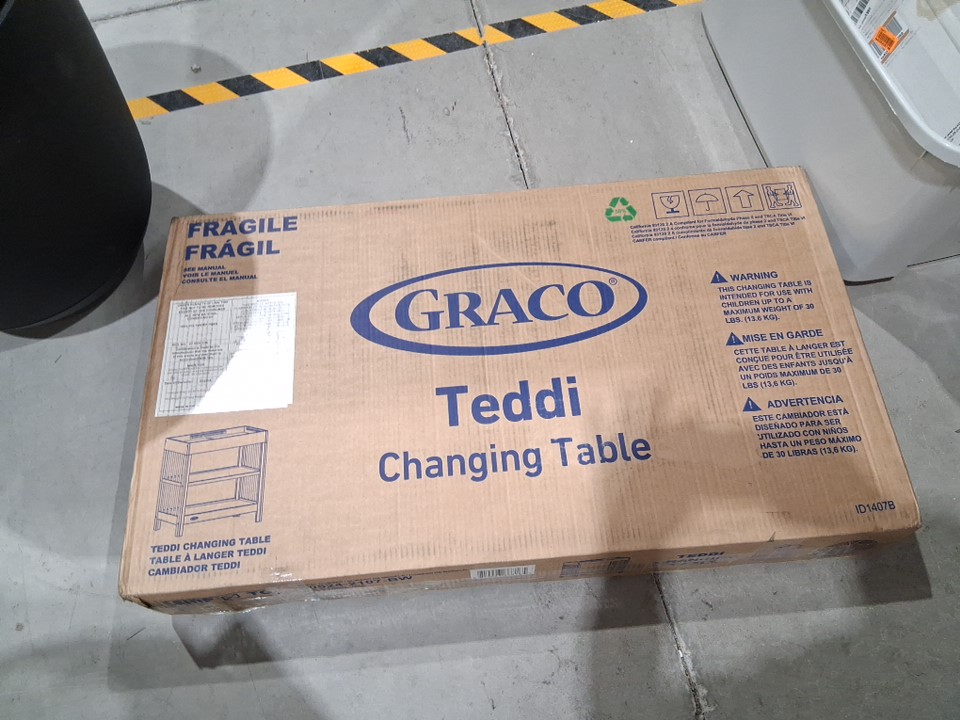 FRAGILE
FRÁGIL
SEE MANUAL
VOIR LE MANUEL
CONSULTE EL MANUAL
GRACO®
Teddi
Changing Table
WARNING
THIS CHANGING TABLE IS
INTENDED FOR USE WITH
CHILDREN UP TO A
MAXIMUM WEIGHT OF 30
LBS. (13.6 KG).
MISE EN GARDE
CETTE TABLE À LANGER EST
CONÇUE POUR ÊTRE UTILISÉE
AVEC DES ENFANTS JUSQU'À
UN POIDS MAXIMUM DE 30
LBS (13,6 KG).
ADVERTENCIA
ESTE CAMBIADOR ESTÁ
DISEÑADO PARA SER
UTILIZADO CON NIÑOS
HASTA UN PESO MÁXIMO
DE 30 LIBRAS (13,6 KG).
TEDDI CHANGING TABLE
TABLE À LANGER TEDDI
CAMBIADOR TEDDI
ID1407B
TEDDI